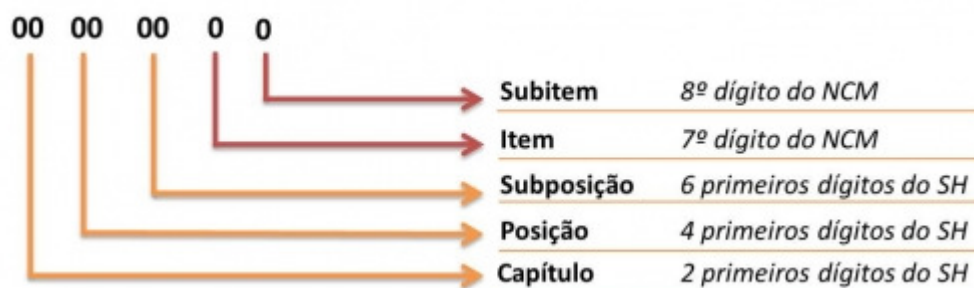 00 00 00 0 0
Subitem 8º dígito do NCM
Item 7º dígito do NCM
Subposição 6 primeiros dígitos do SH
Posição 4 primeiros dígitos do SH
Capítulo 2 primeiros dígitos do SH